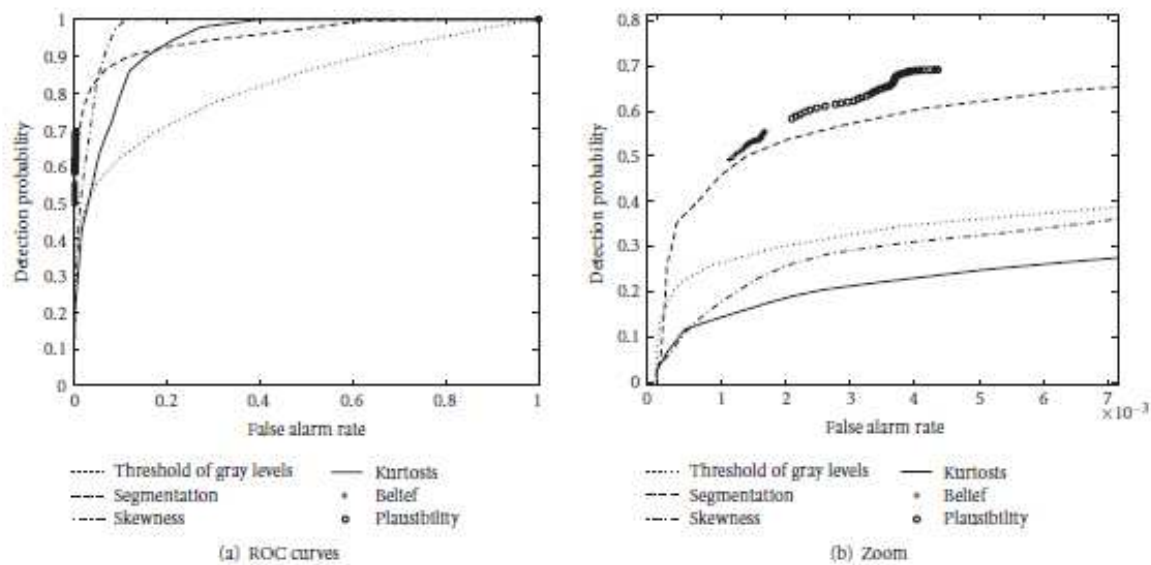 1
0.9
0.8
0.7
0.6
0.5
0.4
0.3
0.2
0.1
0
Detection probability
0 0.2 0.4 0.6 0.8 1
False alarm rate
Threshold of gray levels
Segmentation
Skewness
Kurtosis
Belief
Plausibility
(a) ROC curves
0.8
0.7
0.6
0.5
0.4
0.3
0.2
0.1
0
Detection probability
0 1 2 3 4 5 6 7
×10−3
False alarm rate
Threshold of gray levels
Segmentation
Skewness
Kurtosis
Belief
Plausibility
(b) Zoom